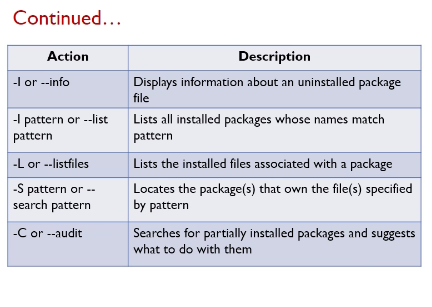 Continued…
Action Description
-I or --info Displays information about an uninstalled package
file
-I pattern or --list Lists all installed packages whose names match
pattern pattern
-L or --listfiles Lists the installed files associated with a package
-S pattern or -- Locates the package(s) that own the file(s) specified
search pattern by pattern
-C or --audit Searches for partially installed packages and suggests
what to do with them